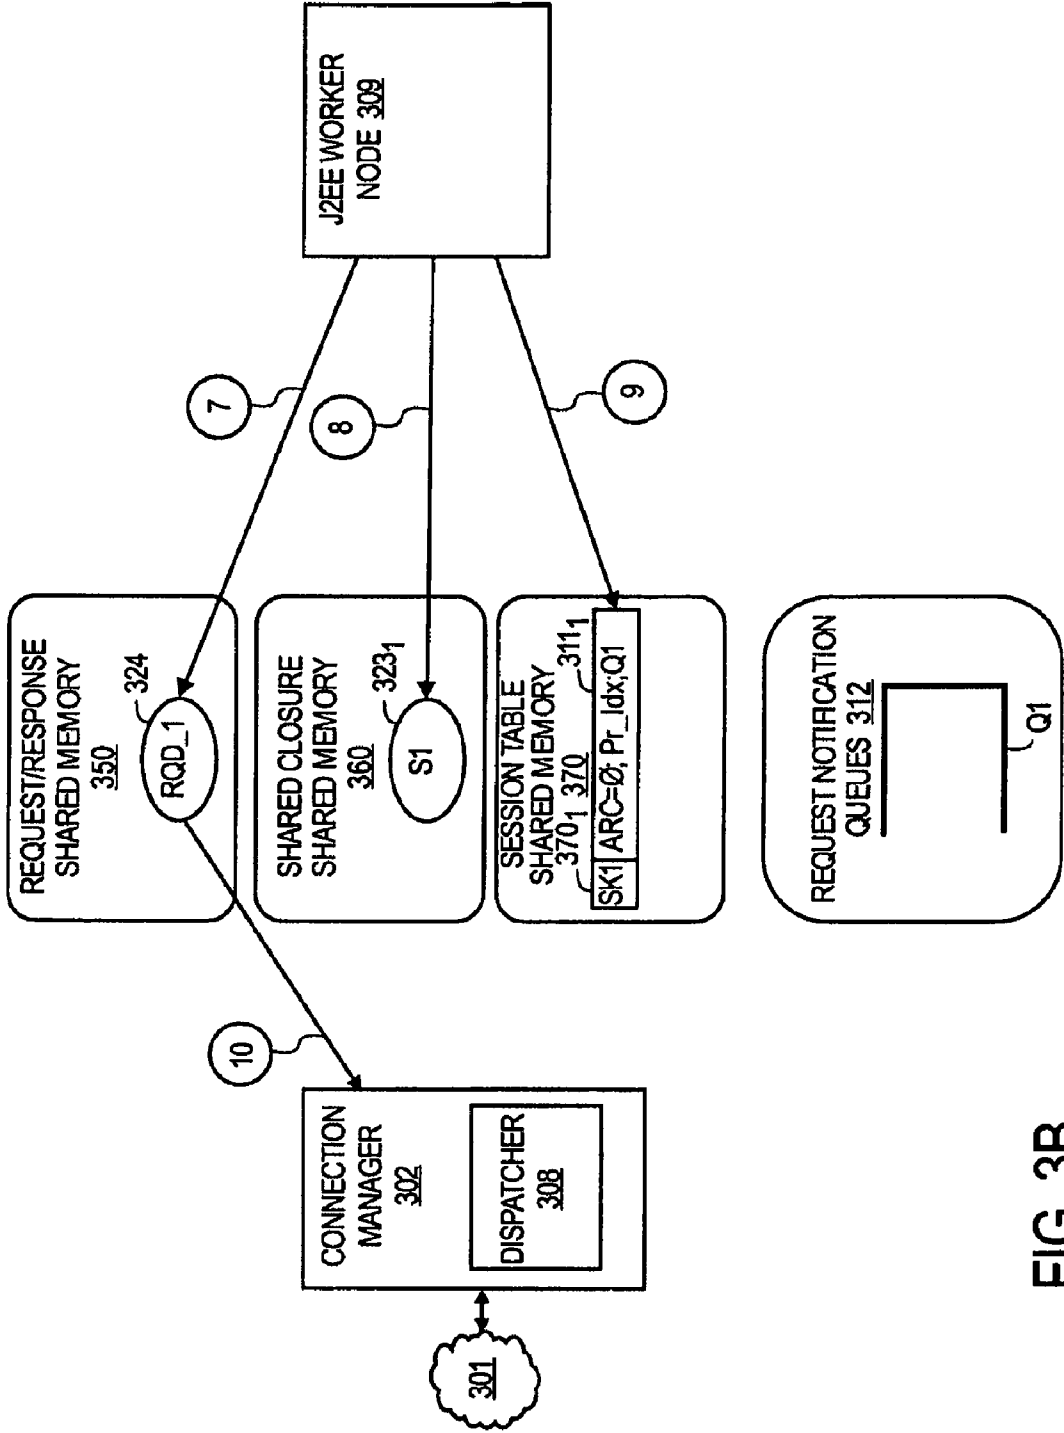 J2EE WORKER
NODE 309
7
8
9
REQUEST/RESPONSE
SHARED MEMORY
350
324
RQD_1
SHARED CLOSURE
SHARED MEMORY
360
323₁
S1
SESSION TABLE
SHARED MEMORY
370₁ 370
311₁
SK1 ARC=Ø; Pr_Idx;Q1
REQUEST NOTIFICATION
QUEUES 312
Q1
10
CONNECTION
MANAGER
302
DISPATCHER
308
301
FIG. 3B